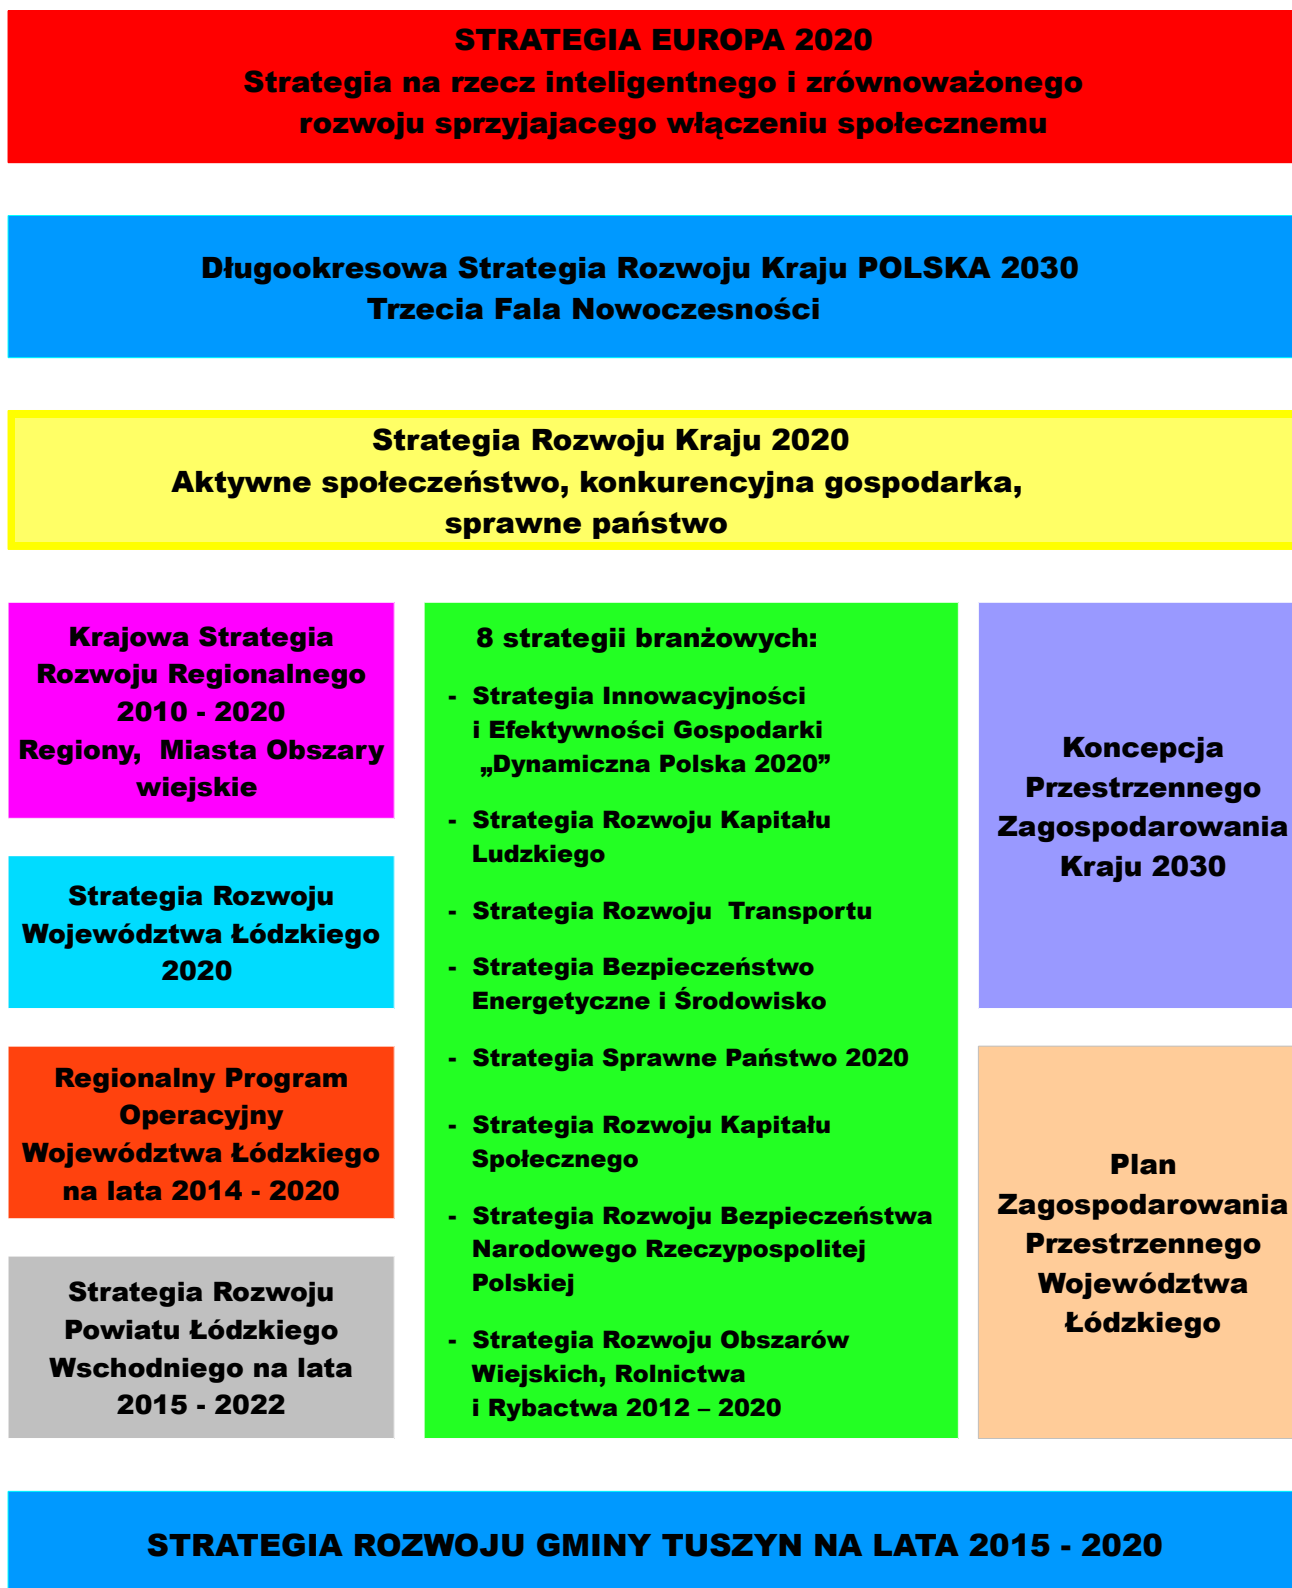 STRATEGIA EUROPA 2020
Strategia na rzecz inteligentnego i zrównoważonego
rozwoju sprzyjajacego włączeniu społecznemu
Długookresowa Strategia Rozwoju Kraju POLSKA 2030
Trzecia Fala Nowoczesności
Strategia Rozwoju Kraju 2020
Aktywne społeczeństwo, konkurencyjna gospodarka,
sprawne państwo
Krajowa Strategia
Rozwoju Regionalnego
2010 - 2020
Regiony, Miasta Obszary
wiejskie
Strategia Rozwoju
Województwa Łódzkiego
2020
Regionalny Program
Operacyjny
Województwa Łódzkiego
na lata 2014 - 2020
Strategia Rozwoju
Powiatu Łódzkiego
Wschodniego na lata
2015 - 2022
8 strategii branżowych:
- Strategia Innowacyjności
i Efektywności Gospodarki
„Dynamiczna Polska 2020”
- Strategia Rozwoju Kapitału
Ludzkiego
- Strategia Rozwoju Transportu
- Strategia Bezpieczeństwo
Energetyczne i Środowisko
- Strategia Sprawne Państwo 2020
- Strategia Rozwoju Kapitału
Społecznego
- Strategia Rozwoju Bezpieczeństwa
Narodowego Rzeczypospolitej
Polskiej
- Strategia Rozwoju Obszarów
Wiejskich, Rolnictwa
i Rybactwa 2012 – 2020
Koncepcja
Przestrzennego
Zagospodarowania
Kraju 2030
Plan
Zagospodarowania
Przestrzennego
Województwa
Łódzkiego
STRATEGIA ROZWOJU GMINY TUSZYN NA LATA 2015 - 2020